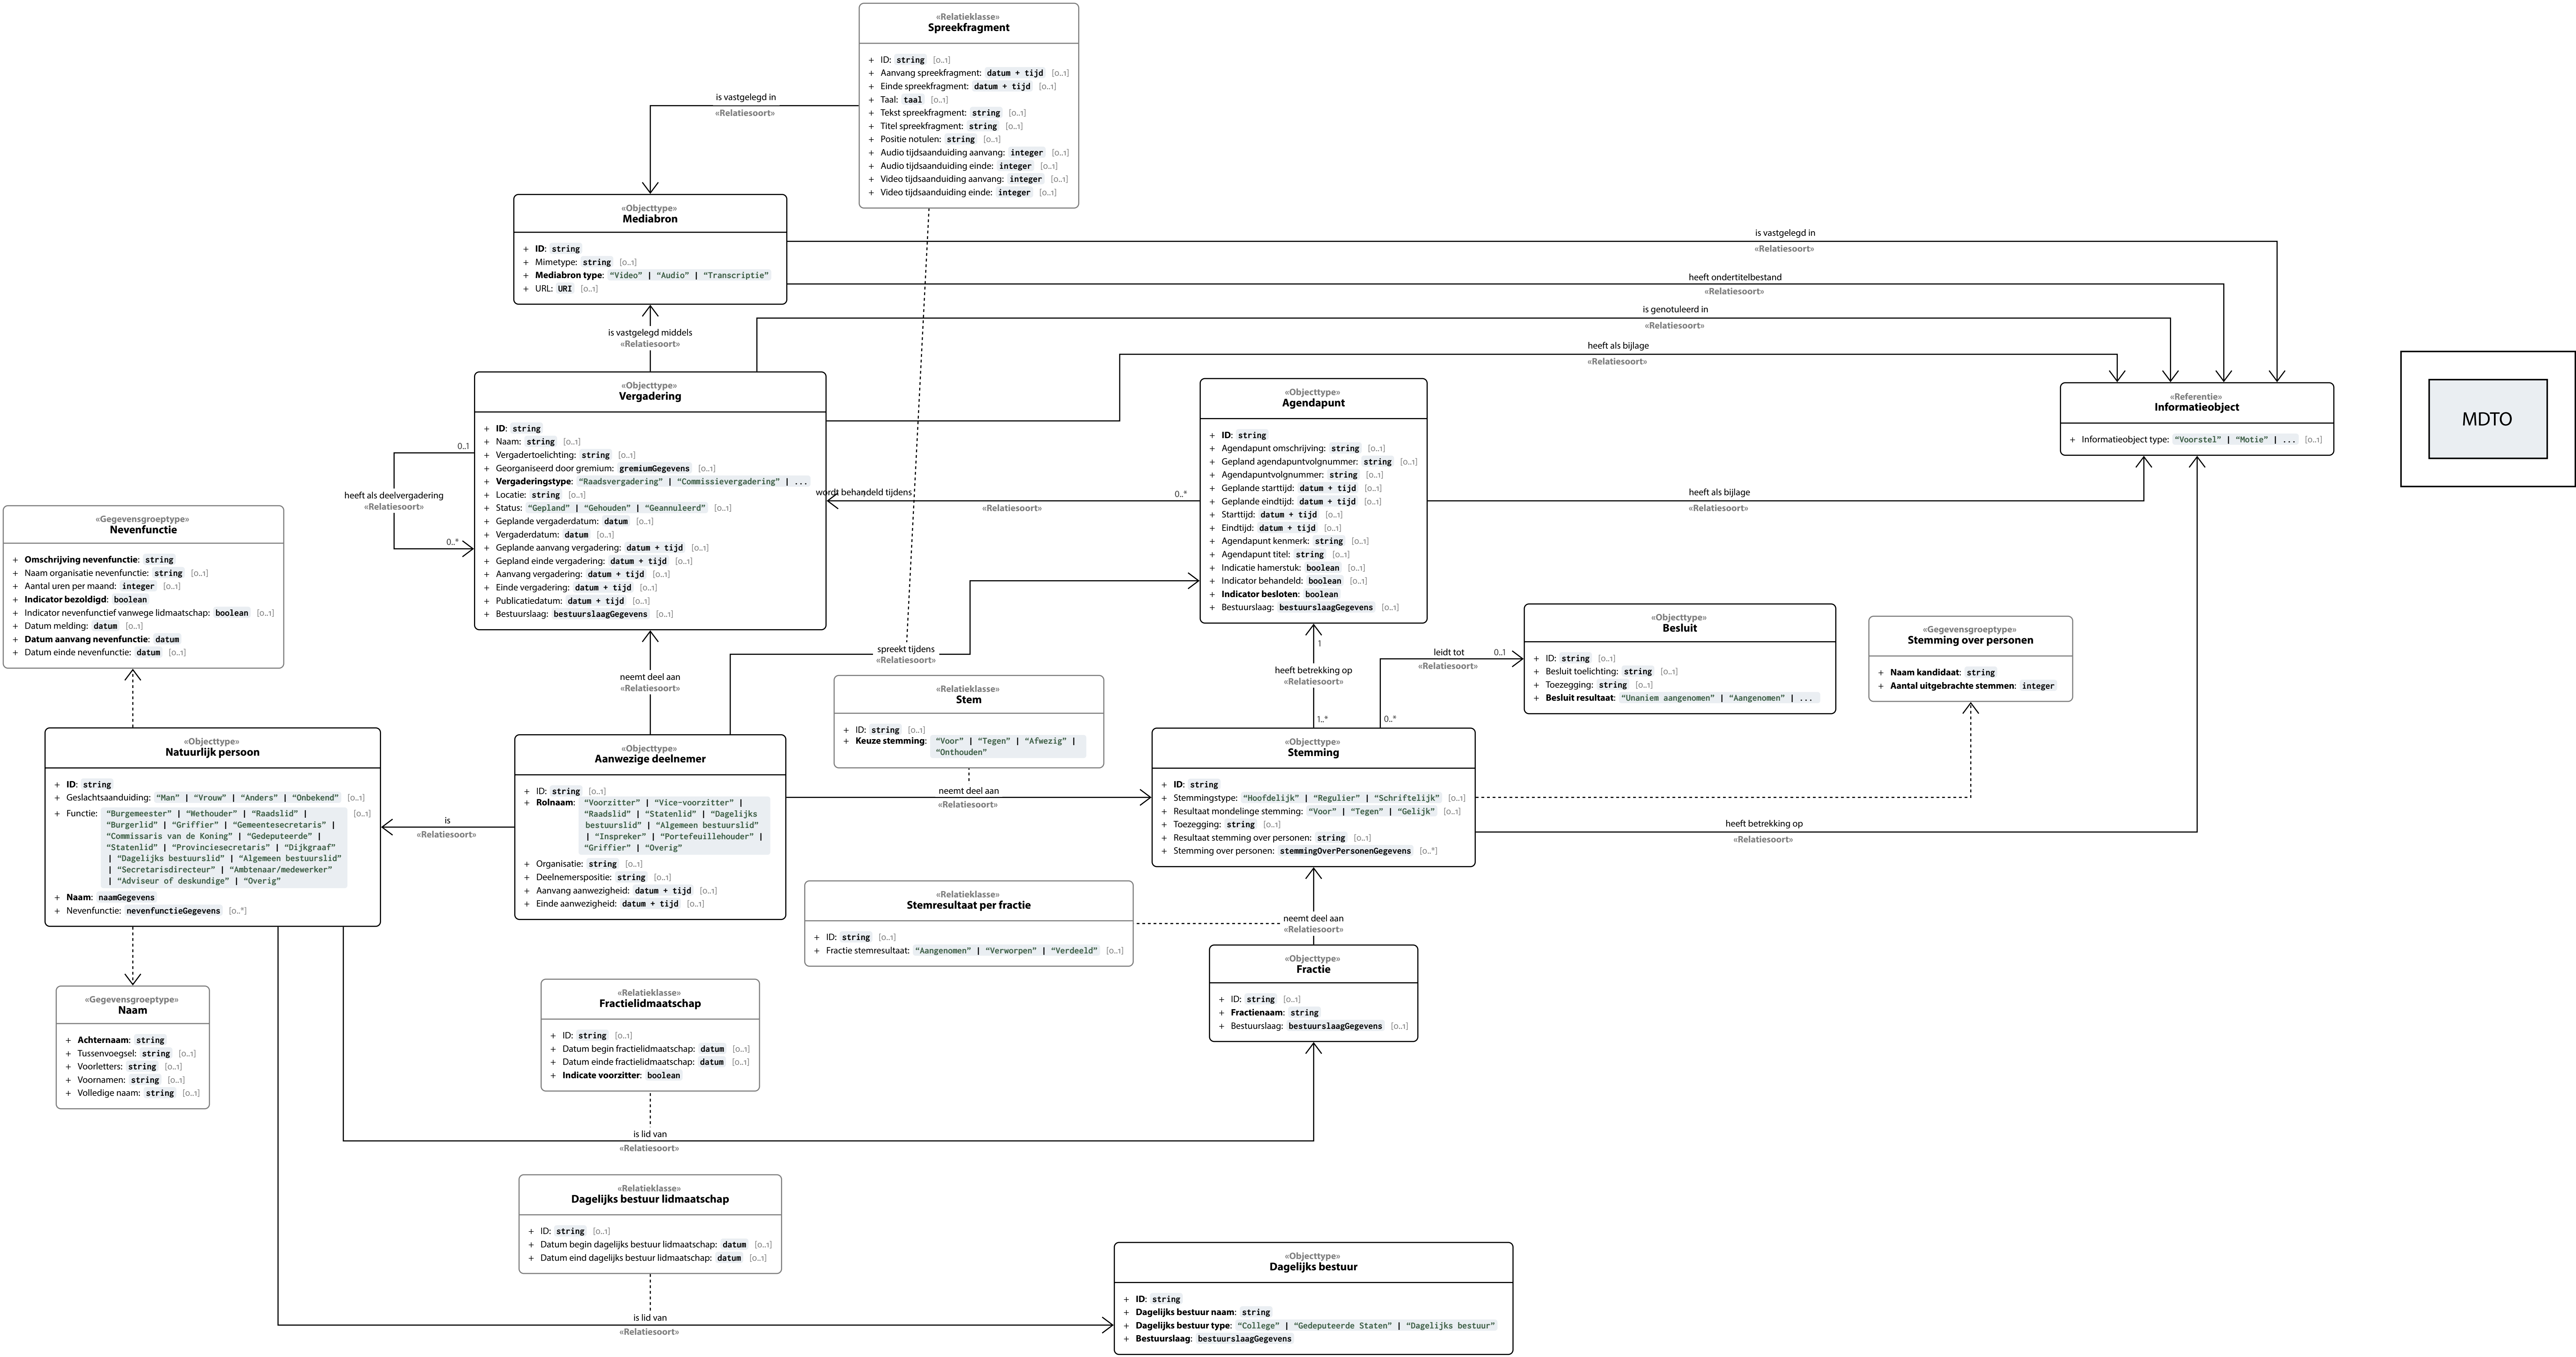 «Relatieklasse»
Spreekfragment
+ ID: string [0..1]
+ Aanvang spreekfragment: datum + tijd [0..1]
+ Einde spreekfragment: datum + tijd [0..1]
+ Taal: taal [0..1]
+ Tekst spreekfragment: string [0..1]
+ Titel spreekfragment: string [0..1]
+ Positie notulen: string [0..1]
+ Audio tijdsaanduiding aanvang: integer [0..1]
+ Audio tijdsaanduiding einde: integer [0..1]
+ Video tijdsaanduiding aanvang: integer [0..1]
+ Video tijdsaanduiding einde: integer [0..1]
is vastgelegd in
«Relatiesoort»
«Objecttype»
Mediabron
+ ID: string
+ Mimetype: string [0..1]
+ Mediabron type: "Video" | "Audio" | "Transcriptie"
+ URL: URI [0..1]
is vastgelegd in
«Relatiesoort»
heeft ondertitelbestand
«Relatiesoort»
is genotuleerd in
«Relatiesoort»
heeft als bijlage
«Relatiesoort»
is vastgelegd middels
«Relatiesoort»
«Objecttype»
Vergadering
+ ID: string
+ Naam: string [0..1]
+ Vergadertoelichting: string [0..1]
+ Georganiseerd door gremium: gremiumGegevens [0..1]
+ Vergaderingstype: "Raadsvergadering" | "Commissievergadering" | ...
+ Locatie: string [0..1]
+ Status: "Gepland" | "Gehouden" | "Geannuleerd" [0..1]
+ Geplande vergaderdatum: datum [0..1]
+ Vergaderdatum: datum [0..1]
+ Geplande aanvang vergadering: datum + tijd [0..1]
+ Gepland einde vergadering: datum + tijd [0..1]
+ Aanvang vergadering: datum + tijd [0..1]
+ Einde vergadering: datum + tijd [0..1]
+ Publicatiedatum: datum + tijd [0..1]
+ Bestuurslaag: bestuurslaagGegevens [0..1]
0..1
heeft als deelvergadering
«Relatiesoort»
0..*
«Objecttype»
Agendapunt
+ ID: string
+ Agendapunt omschrijving: string [0..1]
+ Gepland agendapuntvolgnummer: string [0..1]
+ Agendapuntvolgnummer: string [0..1]
+ Geplande starttijd: datum + tijd [0..1]
+ Geplande eindtijd: datum + tijd [0..1]
+ Starttijd: datum + tijd [0..1]
+ Eindtijd: datum + tijd [0..1]
+ Agendapunt kenmerk: string [0..1]
+ Agendapunt titel: string [0..1]
+ Indicatie hamerstuk: boolean [0..1]
+ Indicator behandeld: boolean [0..1]
+ Indicator besloten: boolean
+ Bestuurslaag: bestuurslaagGegevens [0..1]
wordt behandeld tijdens
0..*
«Relatiesoort»
heeft als bijlage
«Relatiesoort»
«Referentie»
Informatieobject
+ Informatieobject type: "Voorstel" | "Motie" | ... [0..1]
MDTO
«Gegevensgroeptype»
Nevenfunctie
+ Omschrijving nevenfunctie: string
+ Naam organisatie nevenfunctie: string [0..1]
+ Aantal uren per maand: integer [0..1]
+ Indicator bezoldigd: boolean
+ Indicator nevenfunctief vanwege lidmaatschap: boolean [0..1]
+ Datum melding: datum [0..1]
+ Datum aanvang nevenfunctie: datum
+ Datum einde nevenfunctie: datum [0..1]
neemt deel aan
«Relatiesoort»
spreekt tijdens
«Relatiesoort»
«Relatieklasse»
Stem
+ ID: string [0..1]
+ Keuze stemming: "Voor" | "Tegen" | "Afwezig" |
"Onthouden"
1
heeft betrekking op
«Relatiesoort»
1..*
leidt tot
0..1
«Relatiesoort»
0..*
«Objecttype»
Besluit
+ ID: string [0..1]
+ Besluit toelichting: string [0..1]
+ Toezegging: string [0..1]
+ Besluit resultaat: "Unaniem aangenomen" | "Aangenomen" | ...
«Gegevensgroeptype»
Stemming over personen
+ Naam kandidaat: string
+ Aantal uitgebrachte stemmen: integer
«Objecttype»
Natuurlijk persoon
+ ID: string
+ Geslachtsaanduiding: "Man" | "Vrouw" | "Anders" | "Onbekend" [0..1]
+ Functie: "Burgemeester" | "Wethouder" | "Raadslid" | [0..1]
"Burgerlid" | "Griffier" | "Gemeentesecretaris" |
"Commissaris van de Koning" | "Gedeputeerde" |
"Statenlid" | "Provinciesecretaris" | "Dijkgraaf"
| "Dagelijks bestuurslid" | "Algemeen bestuurslid"
| "Secretarisdirecteur" | "Ambtenaar/medewerker"
| "Adviseur of deskundige" | "Overig"
+ Naam: naamGegevens
+ Nevenfunctie: nevenfunctieGegevens [0..*]
is
«Relatiesoort»
«Objecttype»
Aanwezige deelnemer
+ ID: string [0..1]
+ Rolnaam: "Voorzitter" | "Vice-voorzitter" |
"Raadslid" | "Statenlid" | "Dagelijks
bestuurslid" | "Algemeen bestuurslid"
| "Inspreker" | "Portefeuillehouder" |
"Griffier" | "Overig"
+ Organisatie: string [0..1]
+ Deelnemerspositie: string [0..1]
+ Aanvang aanwezigheid: datum + tijd [0..1]
+ Einde aanwezigheid: datum + tijd [0..1]
neemt deel aan
«Relatiesoort»
«Objecttype»
Stemming
+ ID: string
+ Stemmingstype: "Hoofdelijk" | "Regulier" | "Schriftelijk" [0..1]
+ Resultaat mondelinge stemming: "Voor" | "Tegen" | "Gelijk" [0..1]
+ Toezegging: string [0..1]
+ Resultaat stemming over personen: string [0..1]
+ Stemming over personen: stemmingOverPersonenGegevens [0..*]
heeft betrekking op
«Relatiesoort»
«Relatieklasse»
Stemresultaat per fractie
+ ID: string [0..1]
+ Fractie stemresultaat: "Aangenomen" | "Verworpen" | "Verdeeld" [0..1]
neemt deel aan
«Relatiesoort»
«Objecttype»
Fractie
+ ID: string [0..1]
+ Fractienaam: string
+ Bestuurslaag: bestuurslaagGegevens [0..1]
«Gegevensgroeptype»
Naam
+ Achternaam: string
+ Tussenvoegsel: string [0..1]
+ Voorletters: string [0..1]
+ Voornamen: string [0..1]
+ Volledige naam: string [0..1]
«Relatieklasse»
Fractielidmaatschap
+ ID: string [0..1]
+ Datum begin fractielidmaatschap: datum [0..1]
+ Datum einde fractielidmaatschap: datum [0..1]
+ Indicate voorzitter: boolean
is lid van
«Relatiesoort»
«Relatieklasse»
Dagelijks bestuur lidmaatschap
+ ID: string [0..1]
+ Datum begin dagelijks bestuur lidmaatschap: datum [0..1]
+ Datum eind dagelijks bestuur lidmaatschap: datum [0..1]
is lid van
«Relatiesoort»
«Objecttype»
Dagelijks bestuur
+ ID: string
+ Dagelijks bestuur naam: string
+ Dagelijks bestuur type: "College" | "Gedeputeerde Staten" | "Dagelijks bestuur"
+ Bestuurslaag: bestuurslaagGegevens